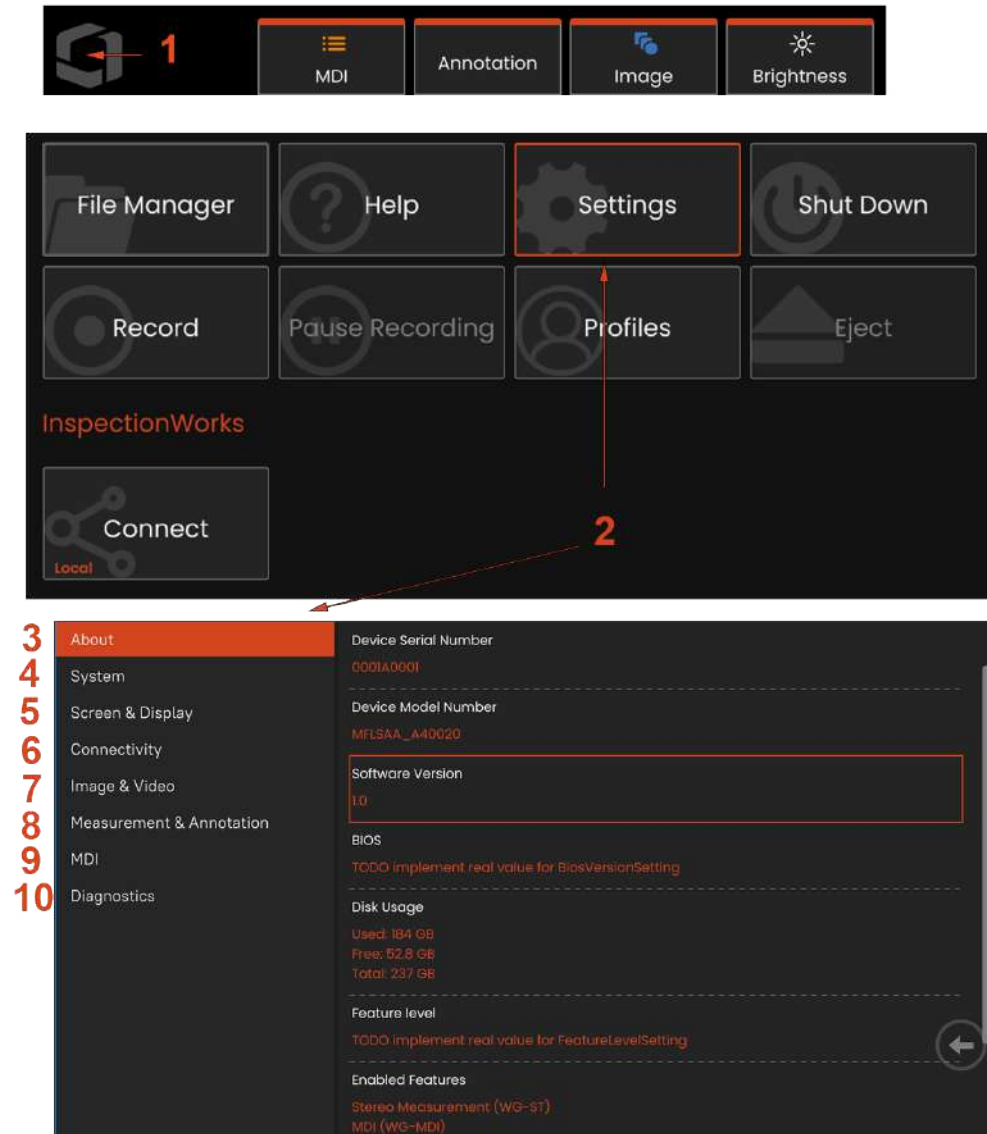 1
MDI
Annotation
Image
Brightness
File Manager
Help
Settings
Shut Down
Record
Pause Recording
Profiles
Eject
InspectionWorks
Connect
Local
2
3 About
4 System
5 Screen & Display
6 Connectivity
7 Image & Video
8 Measurement & Annotation
9 MDI
10 Diagnostics
Device Serial Number
0001A0001
Device Model Number
MFLSAA_A40020
Software Version
1.0
BIOS
TODO implement real value for BiosVersionSetting
Disk Usage
Used: 184 GB
Free: 52.8 GB
Total: 237 GB
Feature level
TODO implement real value for FeatureLevelSetting
Enabled Features
Stereo Measurement (WG-ST)
MDI (WG-MDI)